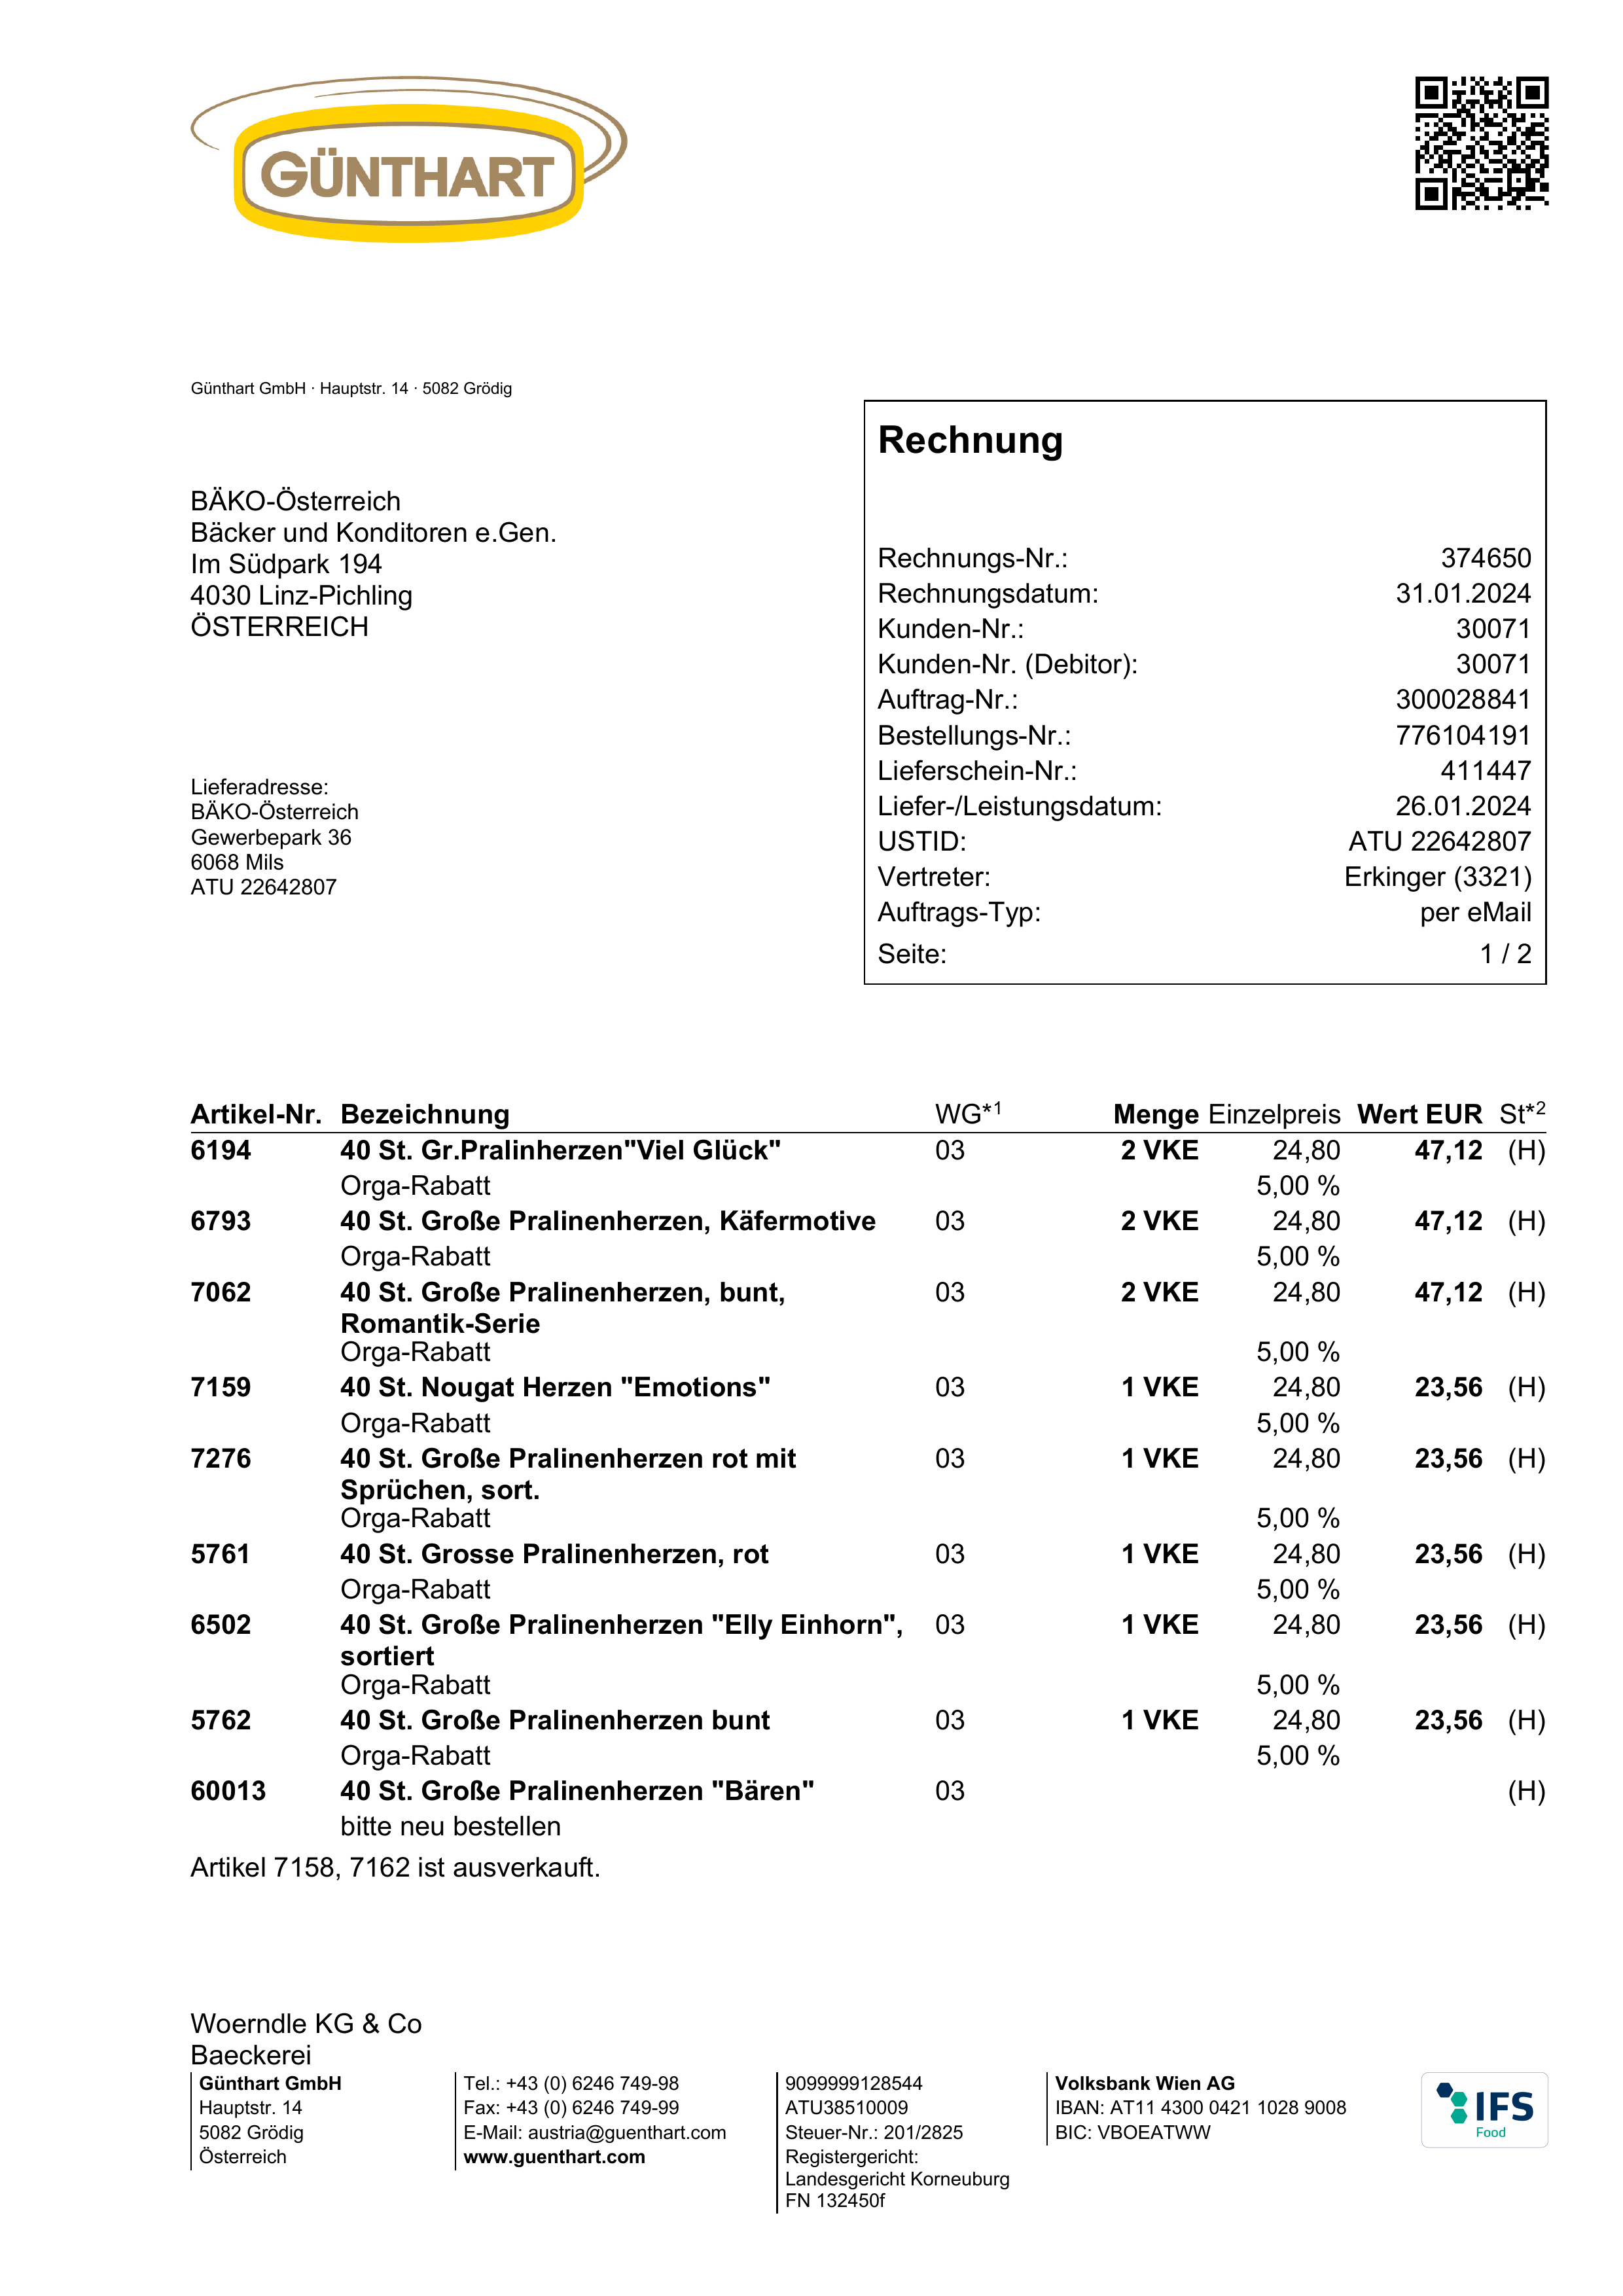 GÜNTHART
Günthart GmbH · Hauptstr. 14 · 5082 Grödig
BÄKO-Österreich
Bäcker und Konditoren e.Gen.
Im Südpark 194
4030 Linz-Pichling
ÖSTERREICH
Lieferadresse:
BÄKO-Österreich
Gewerbepark 36
6068 Mils
ATU 22642807
Rechnung
Rechnungs-Nr.: 374650
Rechnungsdatum: 31.01.2024
Kunden-Nr.: 30071
Kunden-Nr. (Debitor): 30071
Auftrag-Nr.: 300028841
Bestellungs-Nr.: 776104191
Lieferschein-Nr.: 411447
Liefer-/Leistungsdatum: 26.01.2024
USTID: ATU 22642807
Vertreter: Erkinger (3321)
Auftrags-Typ: per eMail
Seite: 1 / 2
Artikel-Nr. Bezeichnung WG*1 Menge Einzelpreis Wert EUR St*2
6194 40 St. Gr.Pralinherzen"Viel Glück" 03 2 VKE 24,80 47,12 (H)
Orga-Rabatt 5,00 %
6793 40 St. Große Pralinenherzen, Käfermotive 03 2 VKE 24,80 47,12 (H)
Orga-Rabatt 5,00 %
7062 40 St. Große Pralinenherzen, bunt, 03 2 VKE 24,80 47,12 (H)
Romantik-Serie
Orga-Rabatt 5,00 %
7159 40 St. Nougat Herzen "Emotions" 03 1 VKE 24,80 23,56 (H)
Orga-Rabatt 5,00 %
7276 40 St. Große Pralinenherzen rot mit 03 1 VKE 24,80 23,56 (H)
Sprüchen, sort.
Orga-Rabatt 5,00 %
5761 40 St. Grosse Pralinenherzen, rot 03 1 VKE 24,80 23,56 (H)
Orga-Rabatt 5,00 %
6502 40 St. Große Pralinenherzen "Elly Einhorn", 03 1 VKE 24,80 23,56 (H)
sortiert
Orga-Rabatt 5,00 %
5762 40 St. Große Pralinenherzen bunt 03 1 VKE 24,80 23,56 (H)
Orga-Rabatt 5,00 %
60013 40 St. Große Pralinenherzen "Bären" 03 (H)
bitte neu bestellen
Artikel 7158, 7162 ist ausverkauft.
Woerndle KG & Co
Baeckerei
Günthart GmbH
Hauptstr. 14
5082 Grödig
Österreich
Tel.: +43 (0) 6246 749-98
Fax: +43 (0) 6246 749-99
E-Mail: austria@guenthart.com
www.guenthart.com
9099999128544
ATU38510009
Steuer-Nr.: 201/2825
Registergericht:
Landesgericht Korneuburg
FN 132450f
Volksbank Wien AG
IBAN: AT11 4300 0421 1028 9008
BIC: VBOEATWW
IFS
Food